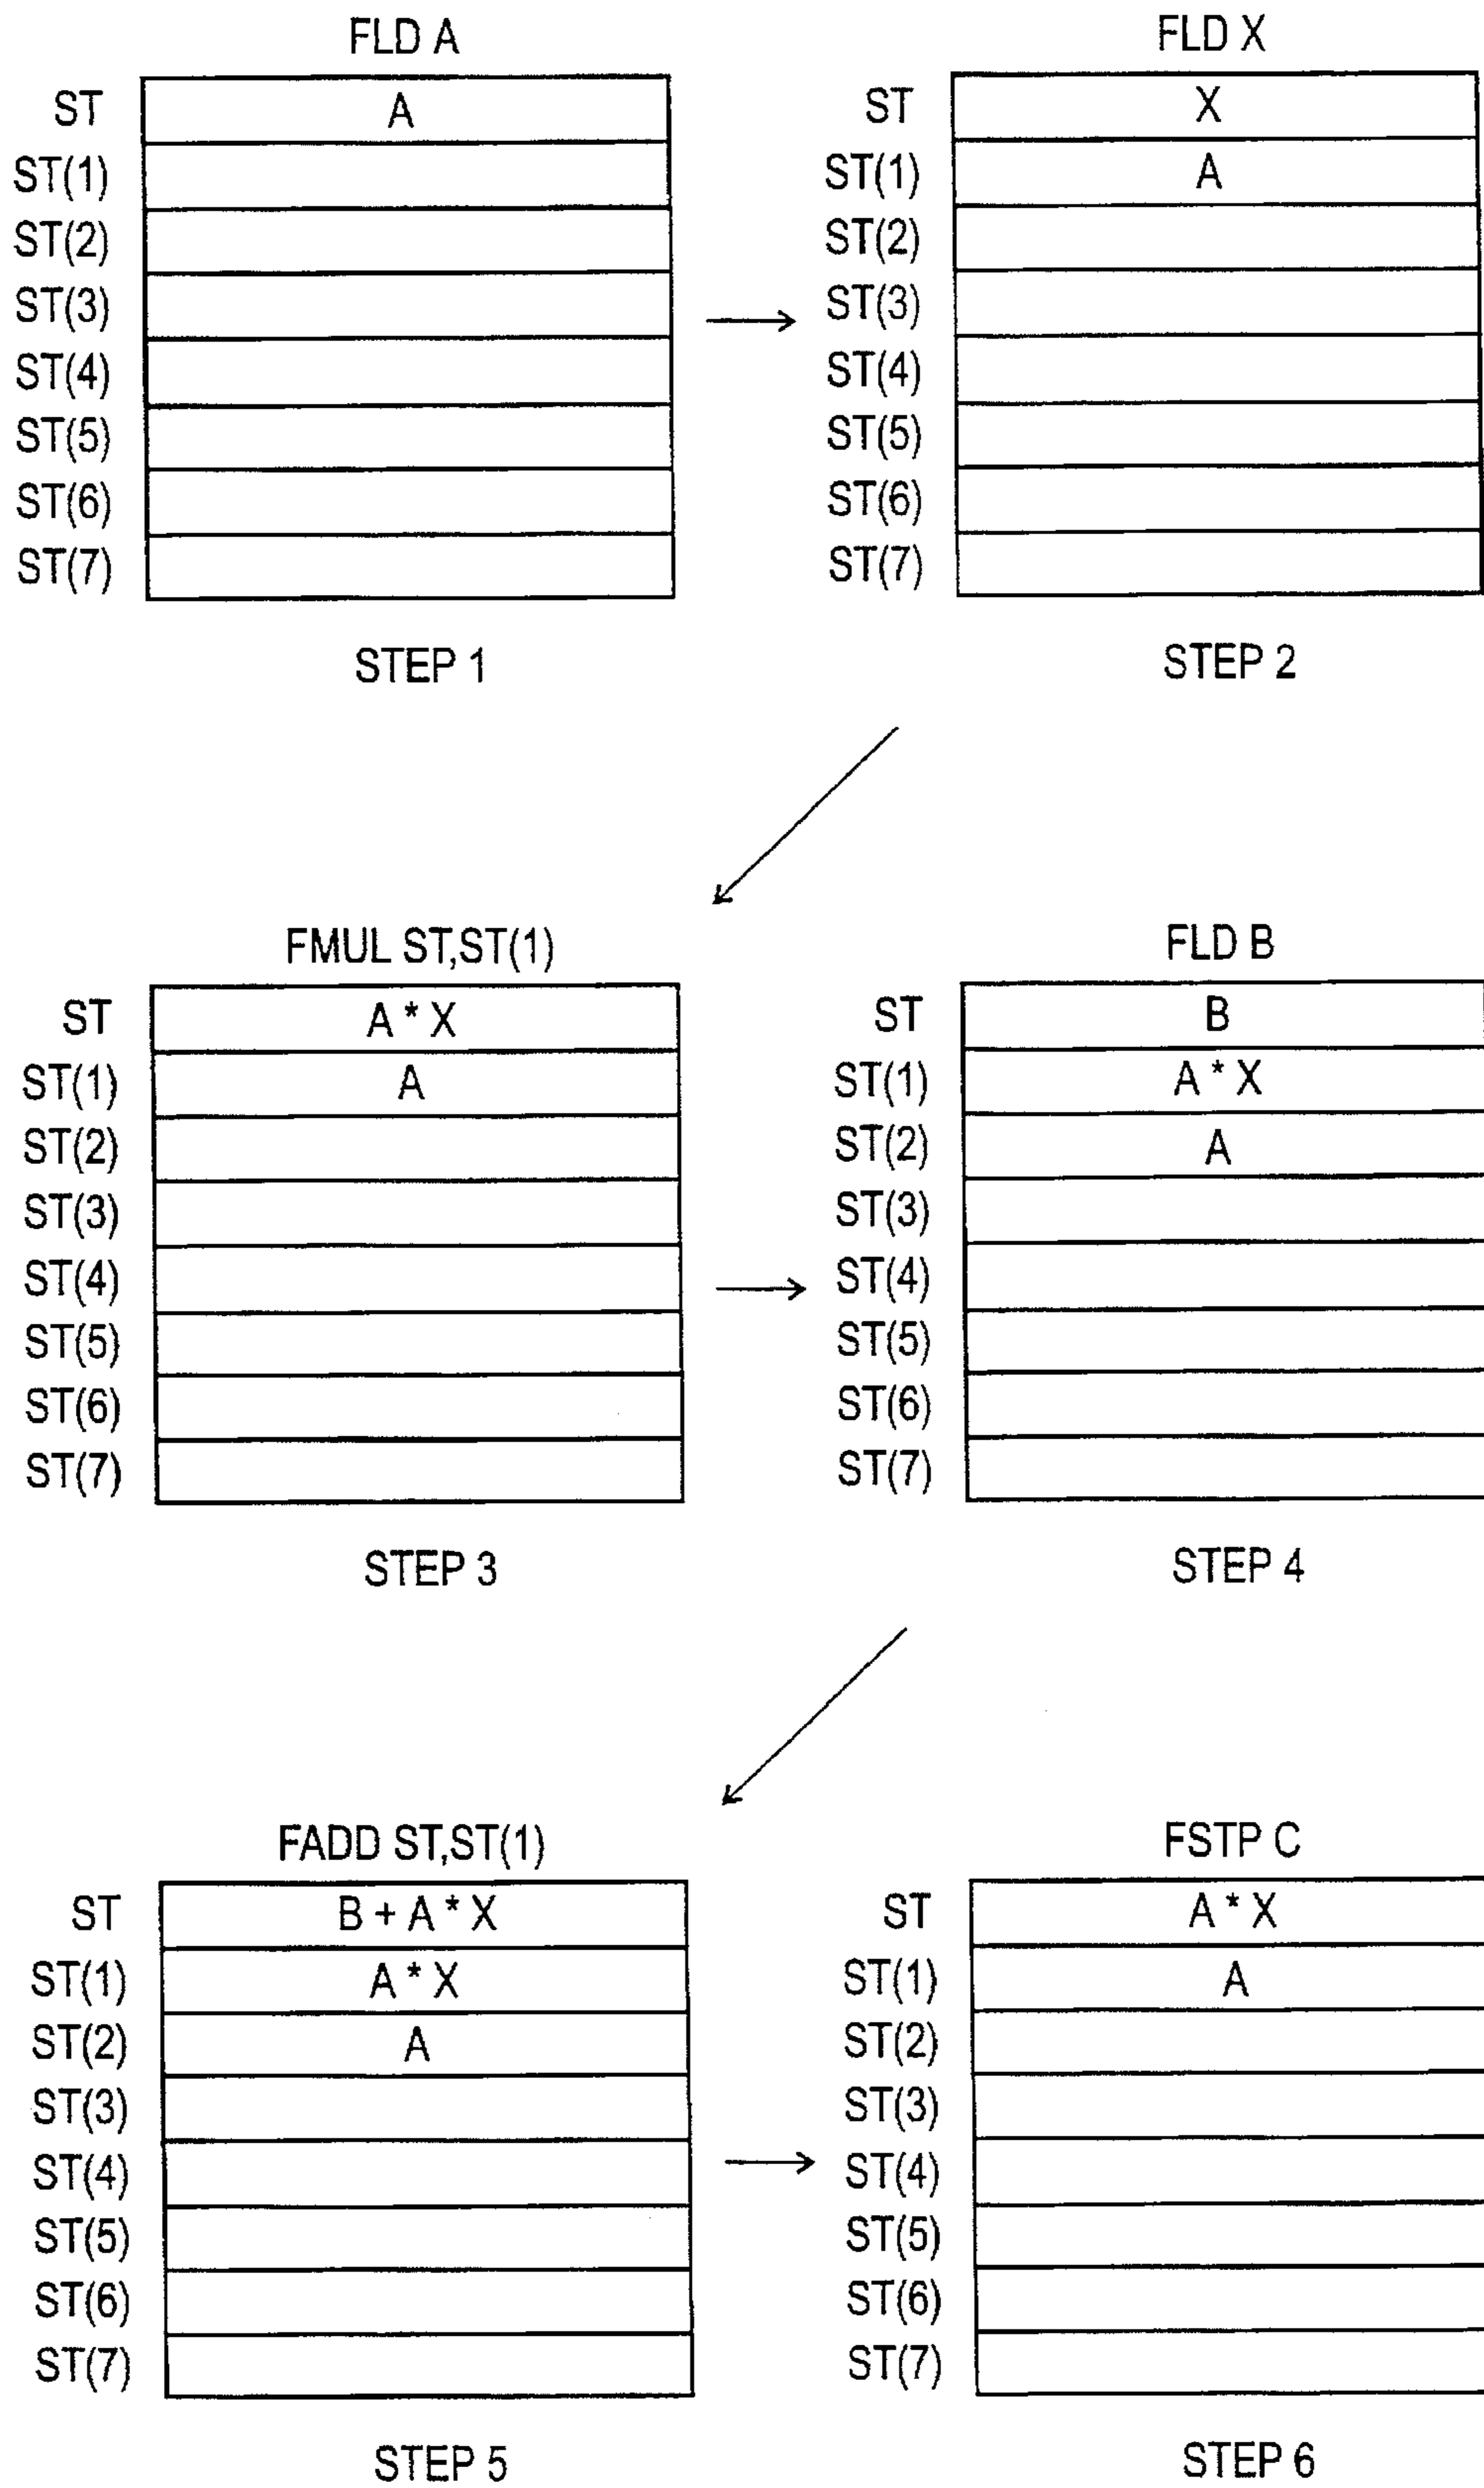 FLD A
ST A
ST(1)
ST(2)
ST(3)
ST(4)
ST(5)
ST(6)
ST(7)
STEP 1
FLD X
ST X
ST(1) A
ST(2)
ST(3)
ST(4)
ST(5)
ST(6)
ST(7)
STEP 2
FMUL ST,ST(1)
ST A * X
ST(1) A
ST(2)
ST(3)
ST(4)
ST(5)
ST(6)
ST(7)
STEP 3
FLD B
ST B
ST(1) A * X
ST(2) A
ST(3)
ST(4)
ST(5)
ST(6)
ST(7)
STEP 4
FADD ST,ST(1)
ST B + A * X
ST(1) A * X
ST(2) A
ST(3)
ST(4)
ST(5)
ST(6)
ST(7)
STEP 5
FSTP C
ST A * X
ST(1) A
ST(2)
ST(3)
ST(4)
ST(5)
ST(6)
ST(7)
STEP 6